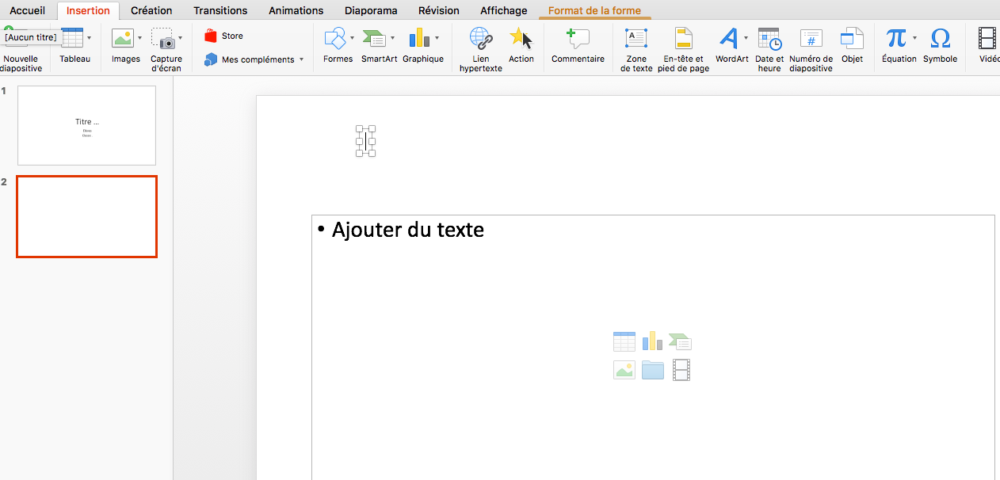 Accueil Insertion Création Transitions Animations Diaporama Révision Affichage Format de la forme
[Aucun titre]
Nouvelle diapositive
Tableau
Images
Capture d'écran
Store
Mes compléments
Formes
SmartArt
Graphique
Lien hypertexte
Action
Commentaire
A
Zone de texte
En-tête et pied de page
A
WordArt
Date et heure
#
Numéro de diapositive
Objet
π
Équation
Ω
Symbole
Vidéo
1
Titre ...
2
• Ajouter du texte